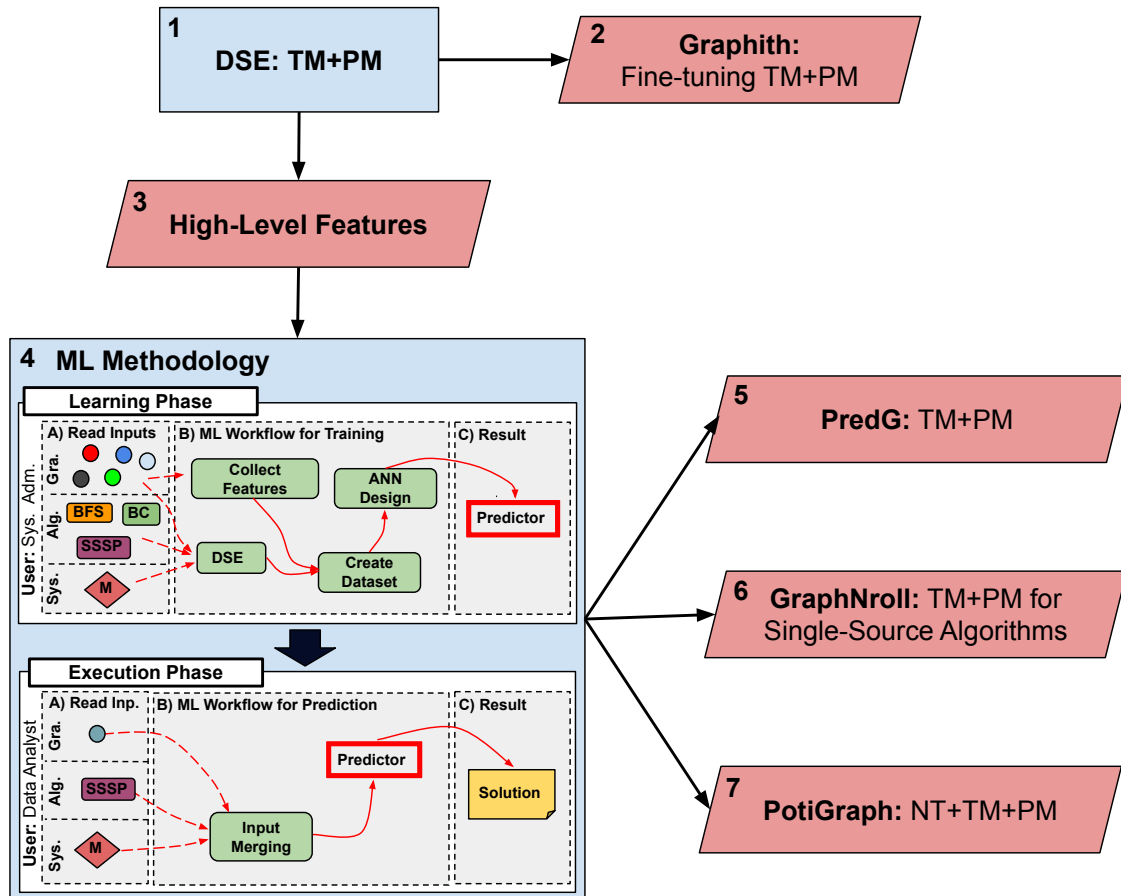 1
DSE: TM+PM
2
Graphith:
Fine-tuning TM+PM
3
High-Level Features
4 ML Methodology
Learning Phase
User: Sys. Adm.
A) Read Inputs
B) ML Workflow for Training
C) Result
Gra.
Alg.
Sys.
BFS
BC
SSSP
M
Collect
Features
DSE
ANN
Design
Create
Dataset
Predictor
Execution Phase
User: Data Analyst
A) Read Inp.
B) ML Workflow for Prediction
C) Result
Gra.
Alg.
Sys.
SSSP
M
Input
Merging
Predictor
Solution
5
PredG: TM+PM
6
GraphNroll: TM+PM for
Single-Source Algorithms
7
PotiGraph: NT+TM+PM